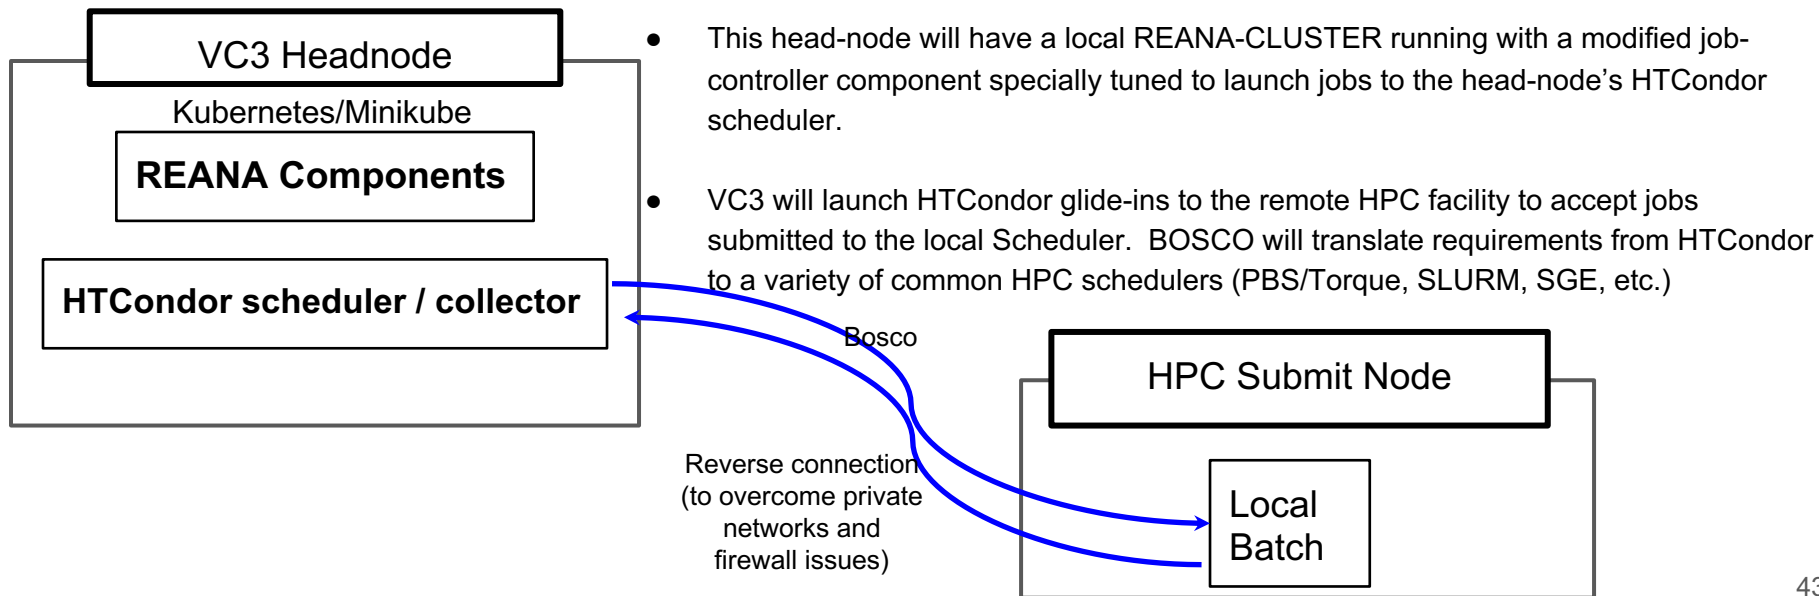 VC3 Headnode
Kubernetes/Minikube
REANA Components
HTCondor scheduler / collector
● This head-node will have a local REANA-CLUSTER running with a modified job-
controller component specially tuned to launch jobs to the head-node’s HTCondor
scheduler.
● VC3 will launch HTCondor glide-ins to the remote HPC facility to accept jobs
submitted to the local Scheduler.  BOSCO will translate requirements from HTCondor
to a variety of common HPC schedulers (PBS/Torque, SLURM, SGE, etc.)
Bosco
Reverse connection
(to overcome private
networks and
firewall issues)
HPC Submit Node
Local
Batch
43